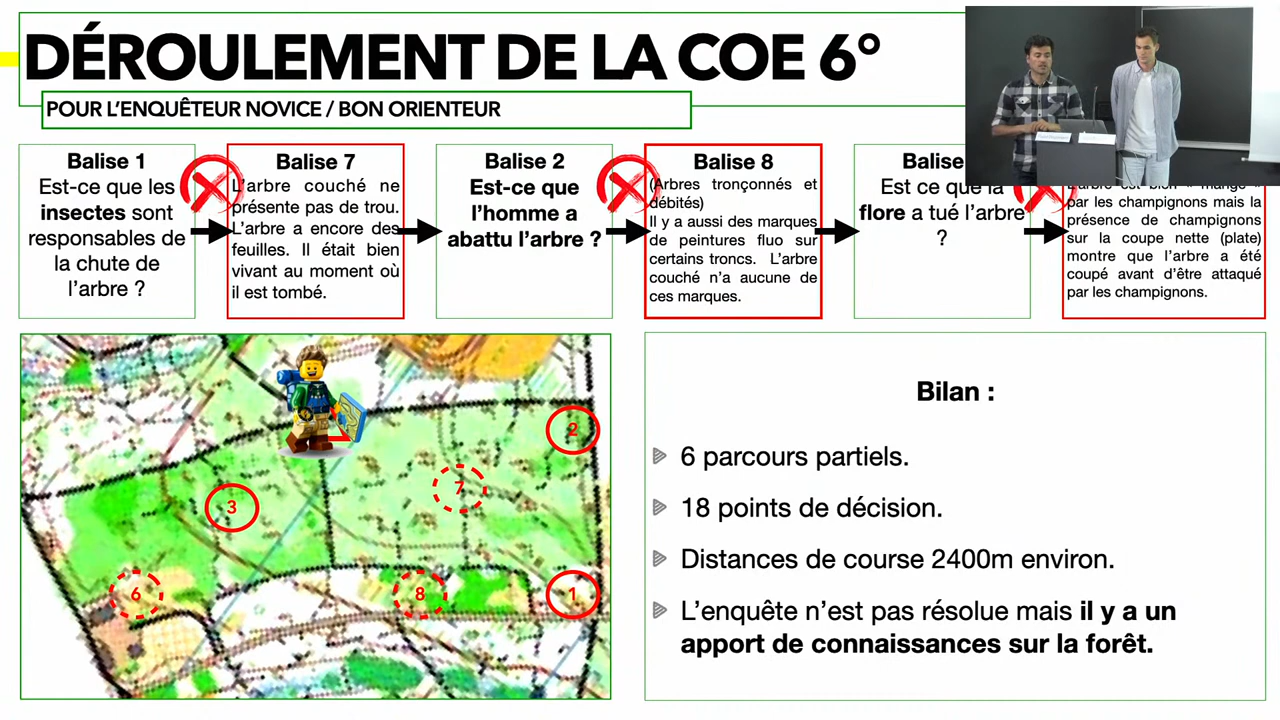 DÉROULEMENT DE LA COE 6°
POUR L'ENQUÊTEUR NOVICE / BON ORIENTEUR
Balise 1
Est-ce que les
insectes sont
responsables de
la chute de
l'arbre ?
Balise 7
L'arbre couché ne
présente pas de trou.
L'arbre a encore des
feuilles. Il était bien
vivant au moment où
il est tombé.
Balise 2
Est-ce que
l'homme a
abattu l'arbre ?
Balise 8
(Arbres tronçonnés et
débités)
Il y a aussi des marques
de peintures fluo sur
certains troncs. L'arbre
couché n'a aucune de
ces marques.
Balise
Est ce que la
flore a tué l'arbre
?
L'arbre est bien « mangé »
par les champignons mais la
présence de champignons
sur la coupe nette (plate)
montre que l'arbre a été
coupé avant d'être attaqué
par les champignons.
2
7
3
6
8
1
Bilan :
6 parcours partiels.
18 points de décision.
Distances de course 2400m environ.
L'enquête n'est pas résolue mais il y a un
apport de connaissances sur la forêt.